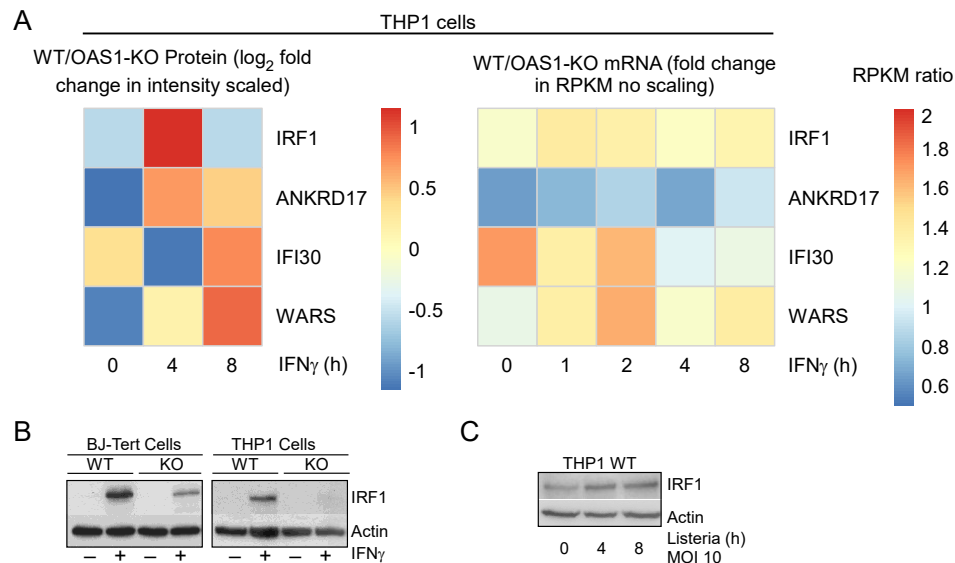 A
THP1 cells
WT/OAS1-KO Protein (log2 fold
change in intensity scaled)
WT/OAS1-KO mRNA (fold change
in RPKM no scaling)
RPKM ratio
IRF1
ANKRD17
IFI30
WARS
0 4 8 IFNγ (h)
1
0.5
0
-0.5
-1
IRF1
ANKRD17
IFI30
WARS
0 1 2 4 8 IFNγ (h)
2
1.8
1.6
1.4
1.2
1
0.8
0.6
B
BJ-Tert Cells THP1 Cells
WT KO WT KO
IRF1
Actin
– + – + – + – + IFNγ
C
THP1 WT
IRF1
Actin
0 4 8 Listeria (h)
MOI 10